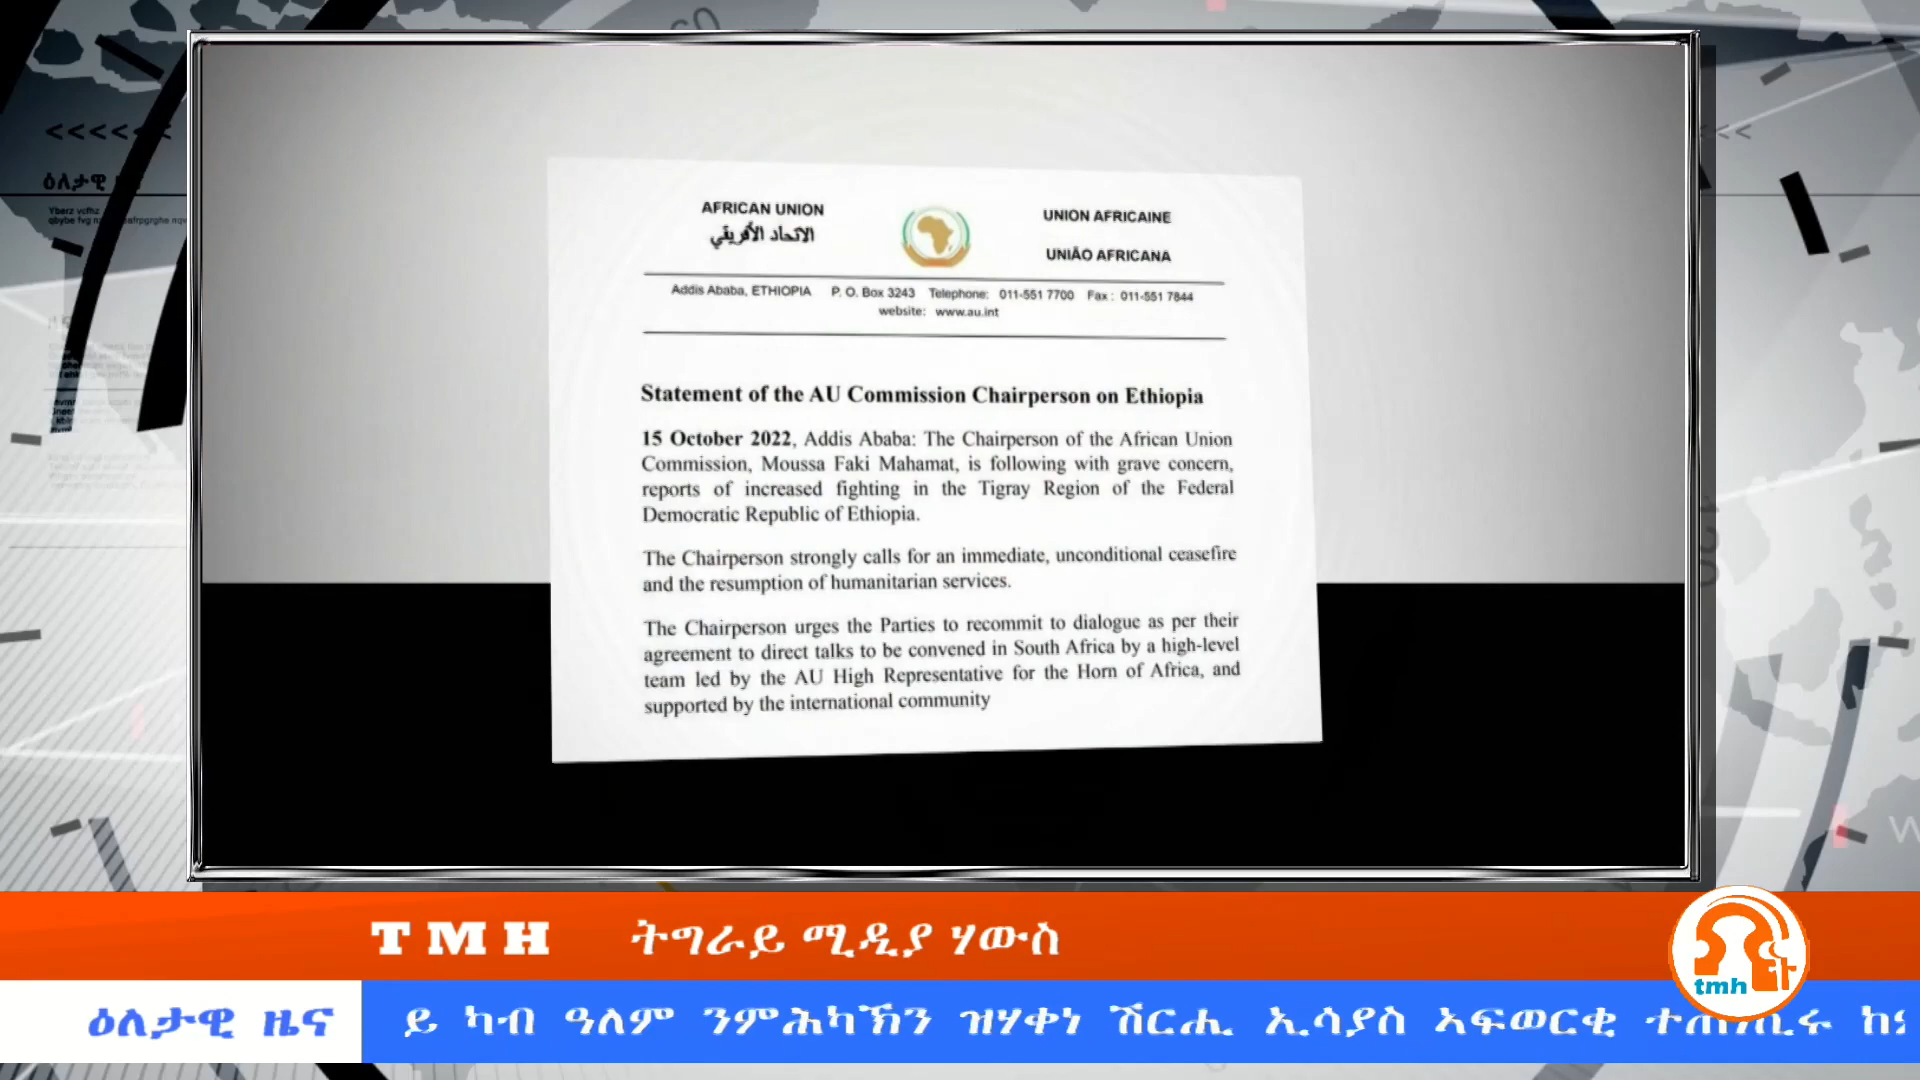 <<<<<<
ዕለታዊ
AFRICAN UNION
الاتحاد الأفريقي
UNION AFRICAINE
UNIÃO AFRICANA
Addis Ababa, ETHIOPIA P. O. Box 3243 Telephone: 011-551 7700 Fax : 011-551 7844
website: www.au.int
Statement of the AU Commission Chairperson on Ethiopia
15 October 2022, Addis Ababa: The Chairperson of the African Union
Commission, Moussa Faki Mahamat, is following with grave concern,
reports of increased fighting in the Tigray Region of the Federal
Democratic Republic of Ethiopia.
The Chairperson strongly calls for an immediate, unconditional ceasefire
and the resumption of humanitarian services.
The Chairperson urges the Parties to recommit to dialogue as per their
agreement to direct talks to be convened in South Africa by a high-level
team led by the AU High Representative for the Horn of Africa, and
supported by the international community
TMH ትግራይ ሚዲያ ሃውስ
tmh
ዕለታዊ ዜና
ይ ካብ ዓለም ንምሕካኽን ዝሃቀነ ሽርሒ ኢሳያስ ኣፍወርቂ